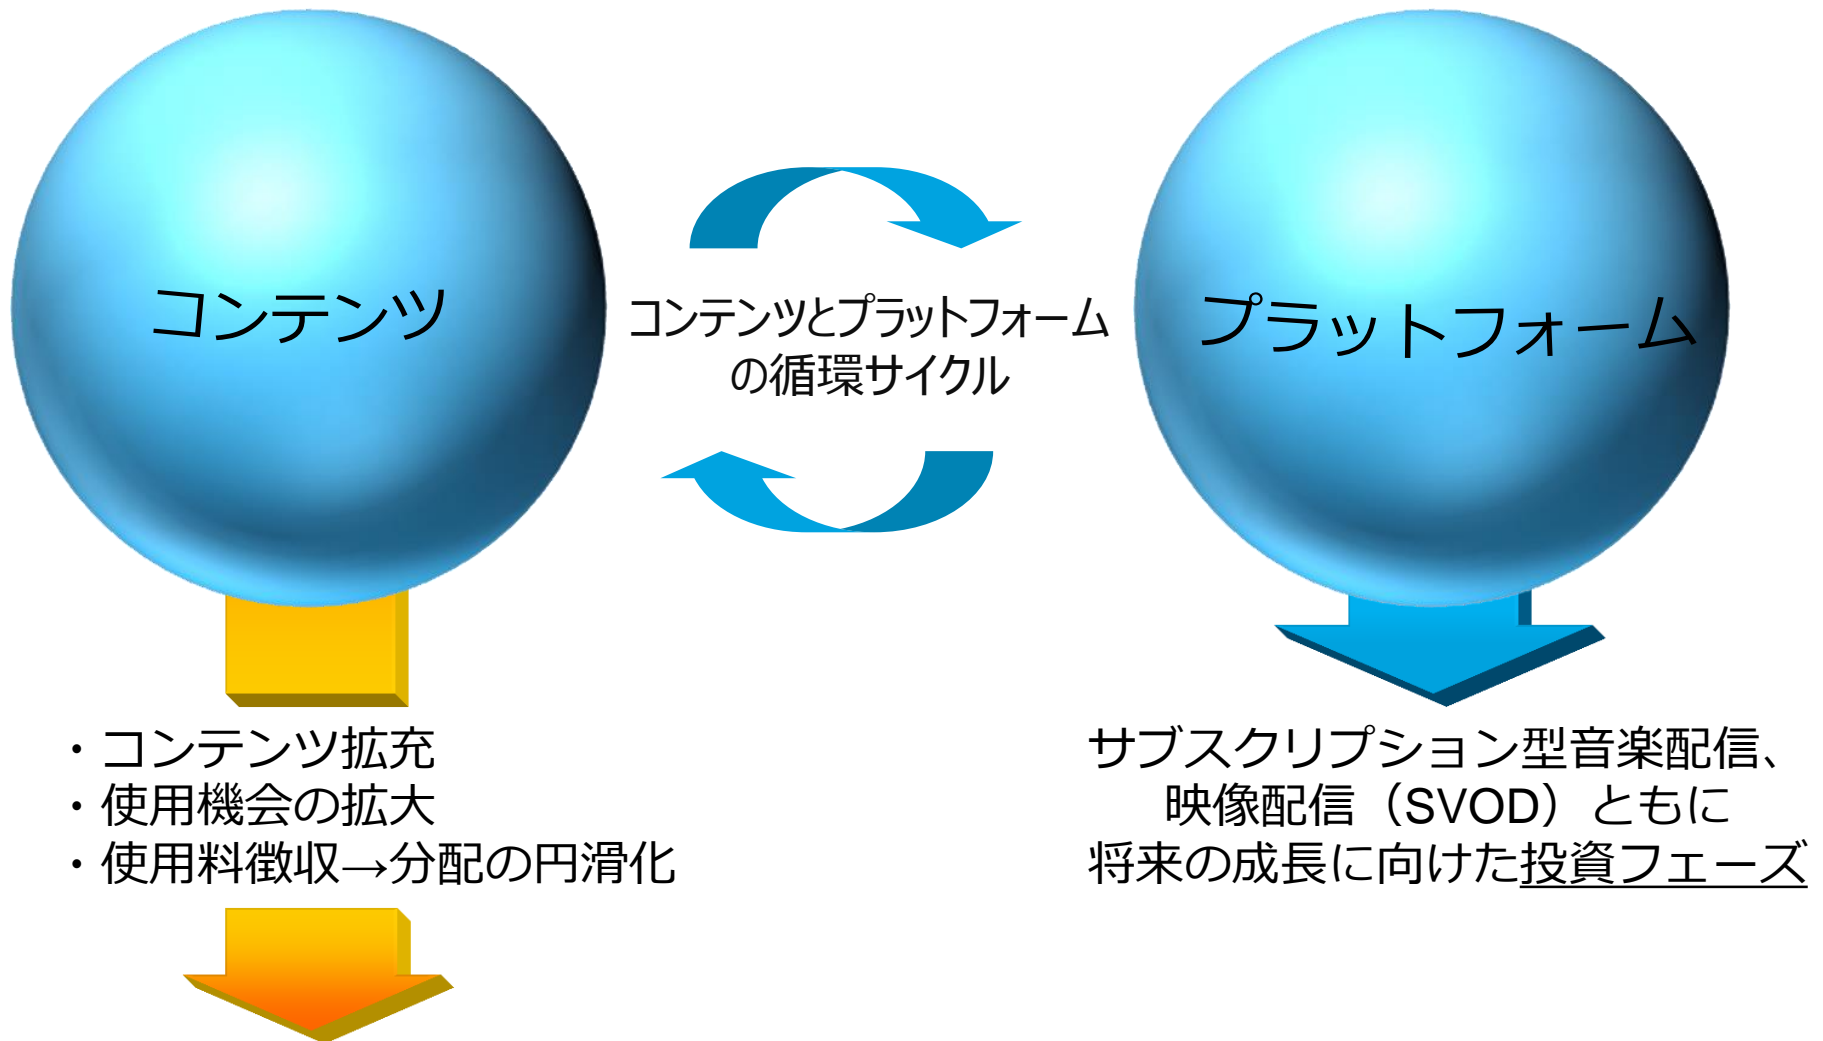 コンテンツ
コンテンツとプラットフォーム
の循環サイクル
プラットフォーム
・コンテンツ拡充
・使用機会の拡大
・使用料徴収→分配の円滑化
サブスクリプション型音楽配信、
映像配信（SVOD）ともに
将来の成長に向けた投資フェーズ